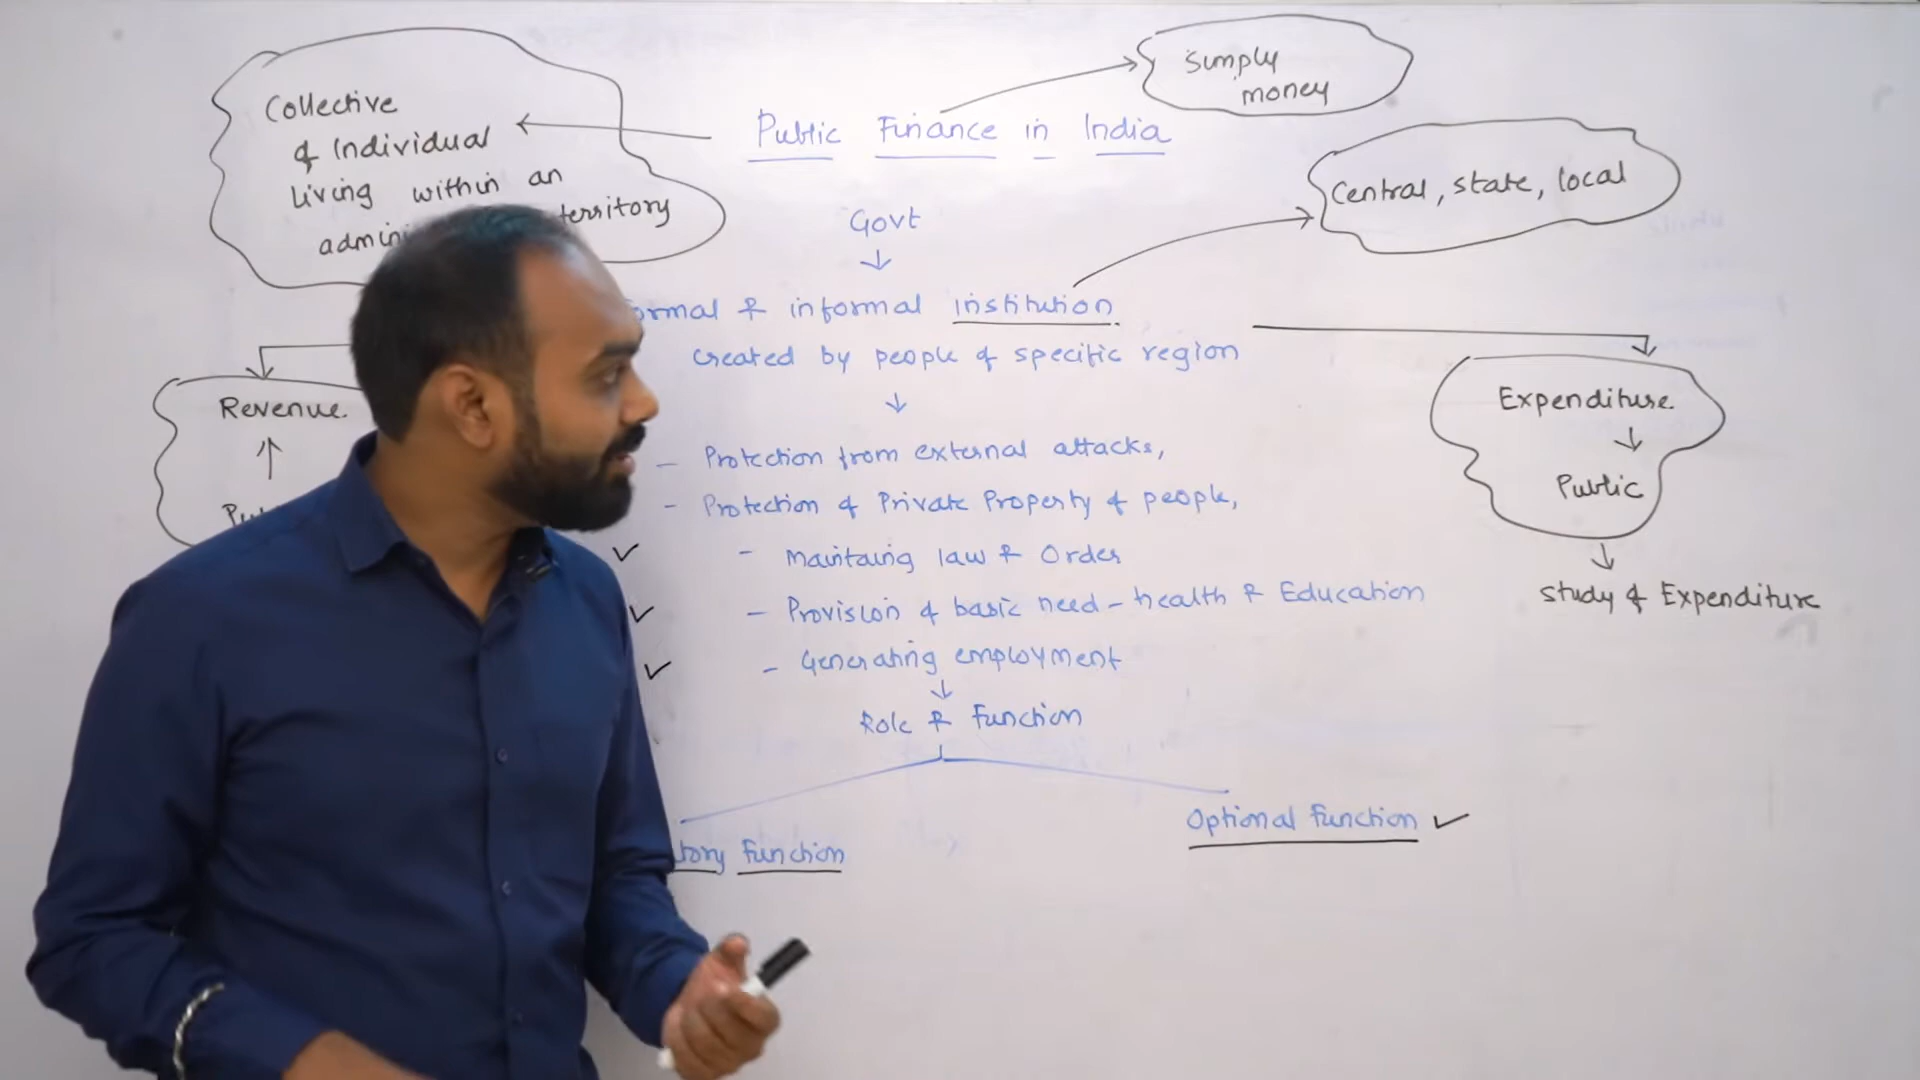 Collective
of Individual
living within an
territory
Simply
money
Public Finance in India
Central, state, local
Govt
& informal institution
created by people of specific region
Revenue.
Expenditure.
Public
- Protection from external attacks,
- Protection of Private Property of people,
- Maintaing law & Order
- Provision of basic need - health & Education
- Generating employment
study of Expenditure
Role & Function
Function
Optional Function